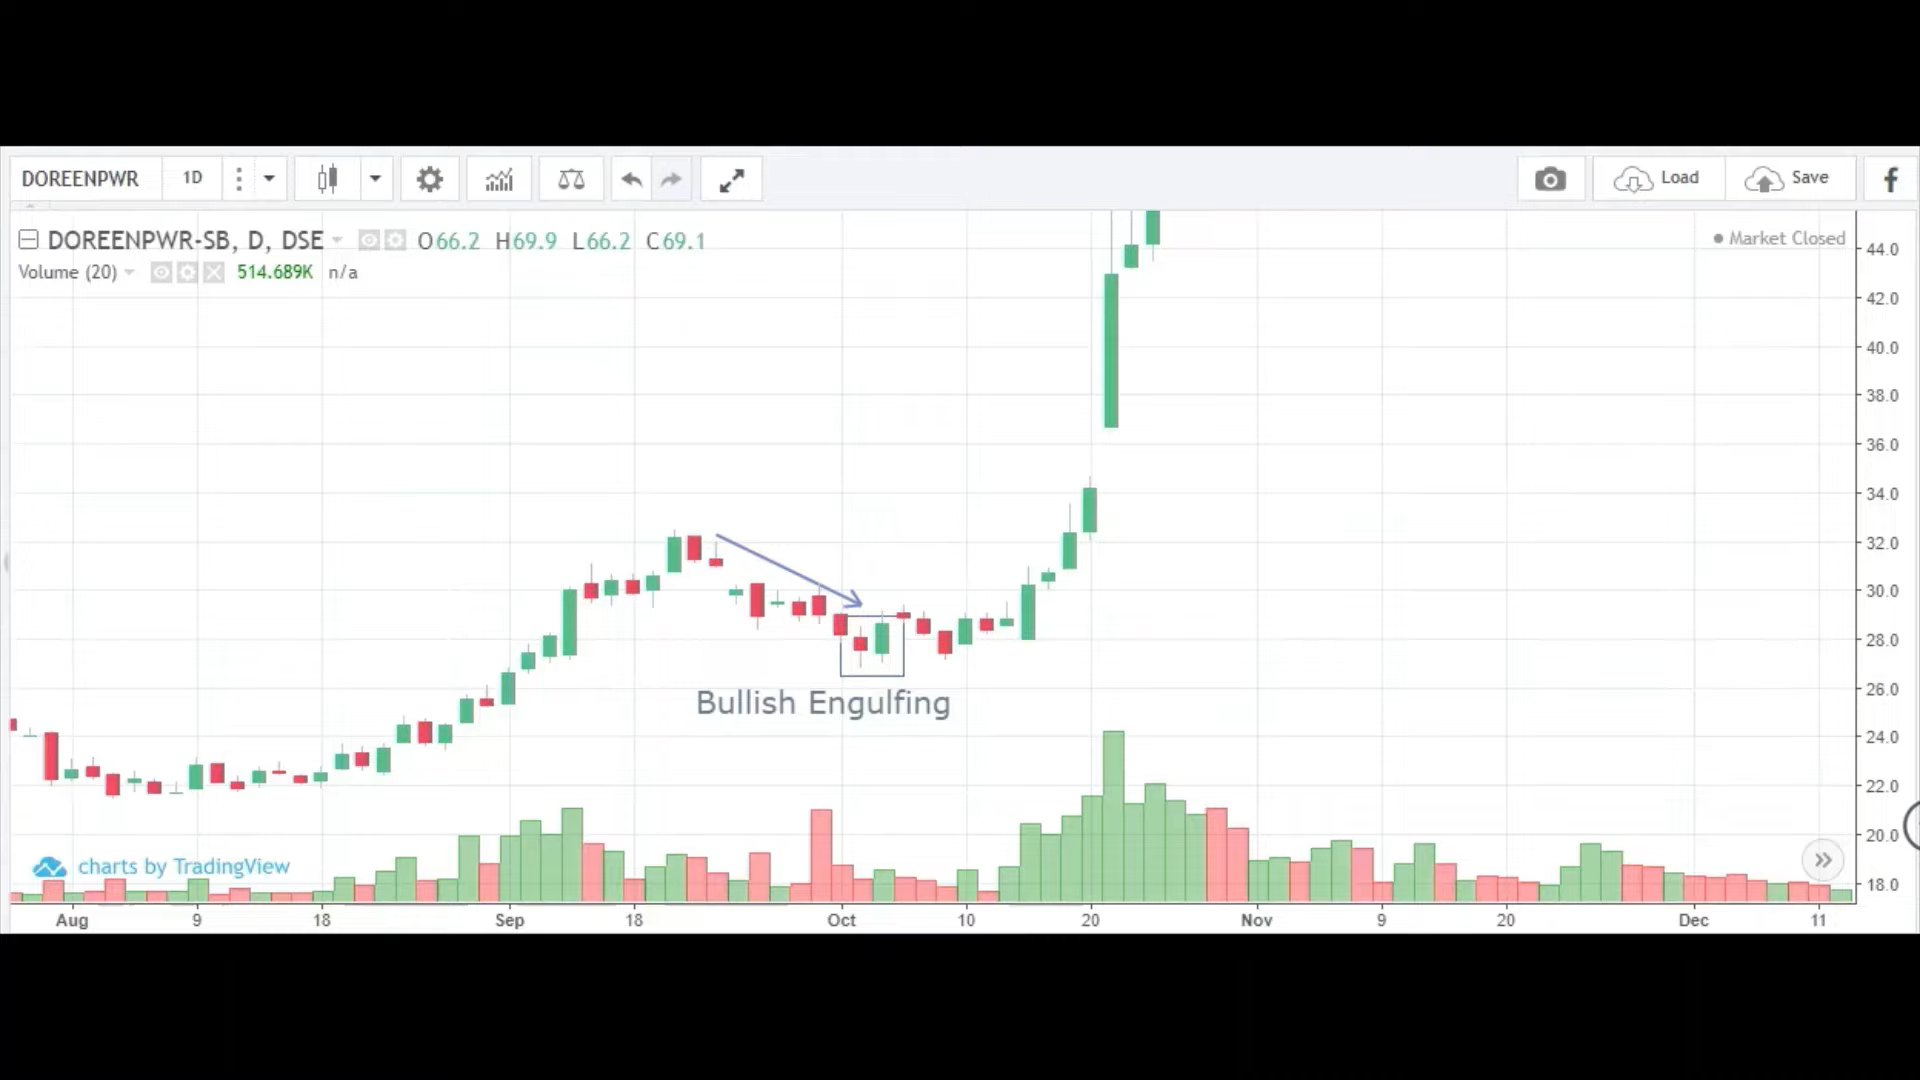 DOREENPWR 1D Load Save f
DOREENPWR-SB, D, DSE O66.2 H69.9 L66.2 C69.1 Market Closed
Volume (20) 514.689K n/a
44.0
42.0
40.0
38.0
36.0
34.0
32.0
30.0
28.0
26.0
Bullish Engulfing
24.0
22.0
20.0
charts by TradingView
18.0
Aug 9 18 Sep 18 Oct 10 20 Nov 9 20 Dec 11